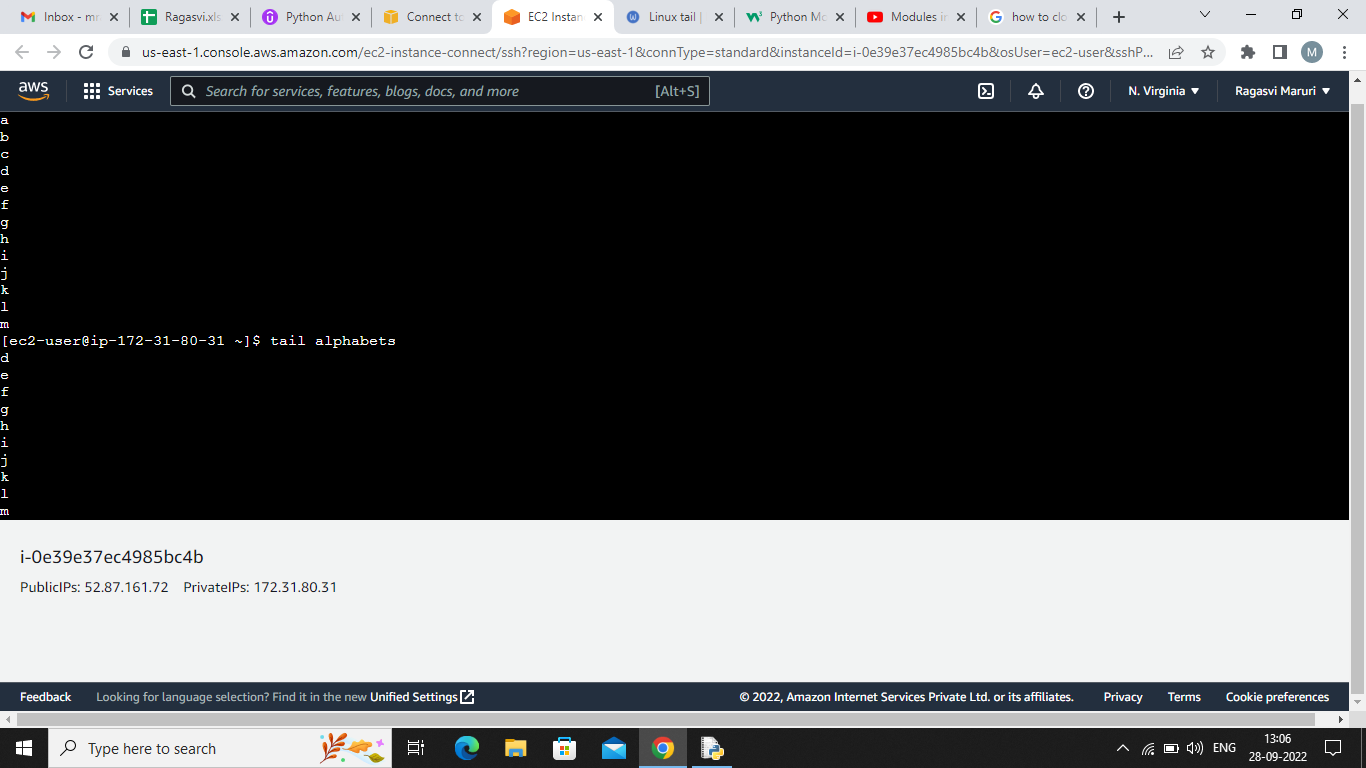 Inbox - mr
Ragasvi.xls
Python Au
Connect to
EC2 Instan
Linux tail |
Python Mo
Modules in
how to clo
us-east-1.console.aws.amazon.com/ec2-instance-connect/ssh?region=us-east-1&connType=standard&instanceId=i-0e39e37ec4985bc4b&osUser=ec2-user&sshP...
M
aws
Services
Search for services, features, blogs, docs, and more
[Alt+S]
N. Virginia
Ragasvi Maruri
a
b
c
d
e
f
g
h
i
j
k
l
m
[ec2-user@ip-172-31-80-31 ~]$ tail alphabets
d
e
f
g
h
i
j
k
l
m
i-0e39e37ec4985bc4b
PublicIPs: 52.87.161.72 PrivateIPs: 172.31.80.31
Feedback
Looking for language selection? Find it in the new Unified Settings
© 2022, Amazon Internet Services Private Ltd. or its affiliates.
Privacy
Terms
Cookie preferences
Type here to search
ENG
13:06
28-09-2022